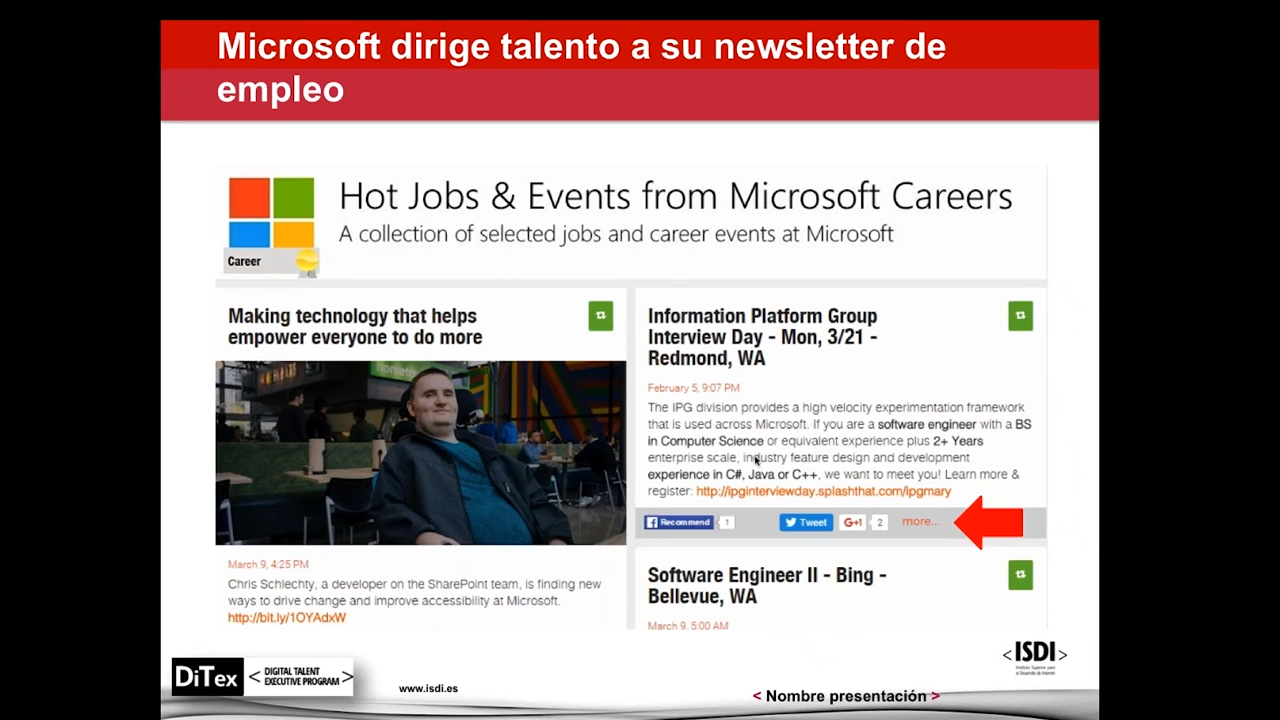 Microsoft dirige talento a su newsletter de
empleo
Hot Jobs & Events from Microsoft Careers
A collection of selected jobs and career events at Microsoft
Career
Making technology that helps
empower everyone to do more
March 9, 4:25 PM
Chris Schlechty, a developer on the SharePoint team, is finding new
ways to drive change and improve accessibility at Microsoft.
http://bit.ly/1OYAdxW
Information Platform Group
Interview Day - Mon, 3/21 -
Redmond, WA
February 5, 9:07 PM
The IPG division provides a high velocity experimentation framework
that is used across Microsoft. If you are a software engineer with a BS
in Computer Science or equivalent experience plus 2+ Years
enterprise scale, industry feature design and development
experience in C#, Java or C++, we want to meet you! Learn more &
register: http://ipginterviewday.splashthat.com/ipgmary
Recommend 1 Tweet G+1 2 more...
Software Engineer II - Bing -
Bellevue, WA
March 9, 5:00 AM
DiTex < DIGITAL TALENT
EXECUTIVE PROGRAM >
www.isdi.es
<ISDI>
Instituto Superior para
el Desarrollo de Internet
< Nombre presentación >